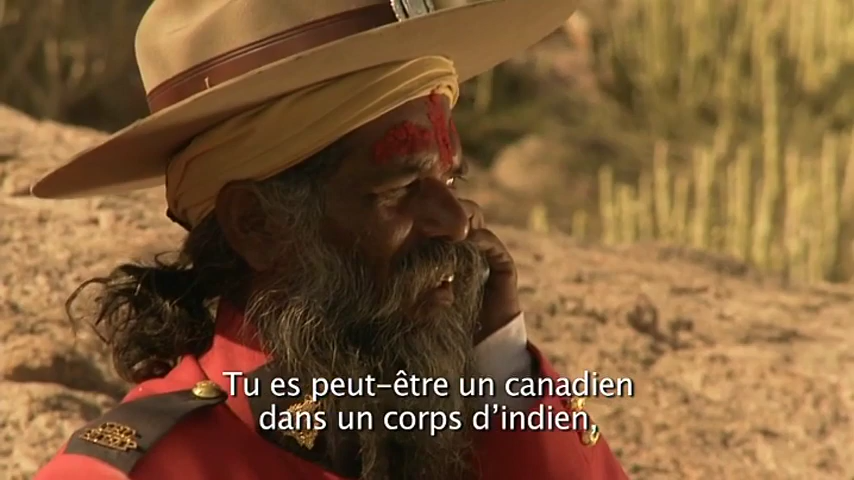 Tu es peut-être un canadien
dans un corps d'indien,